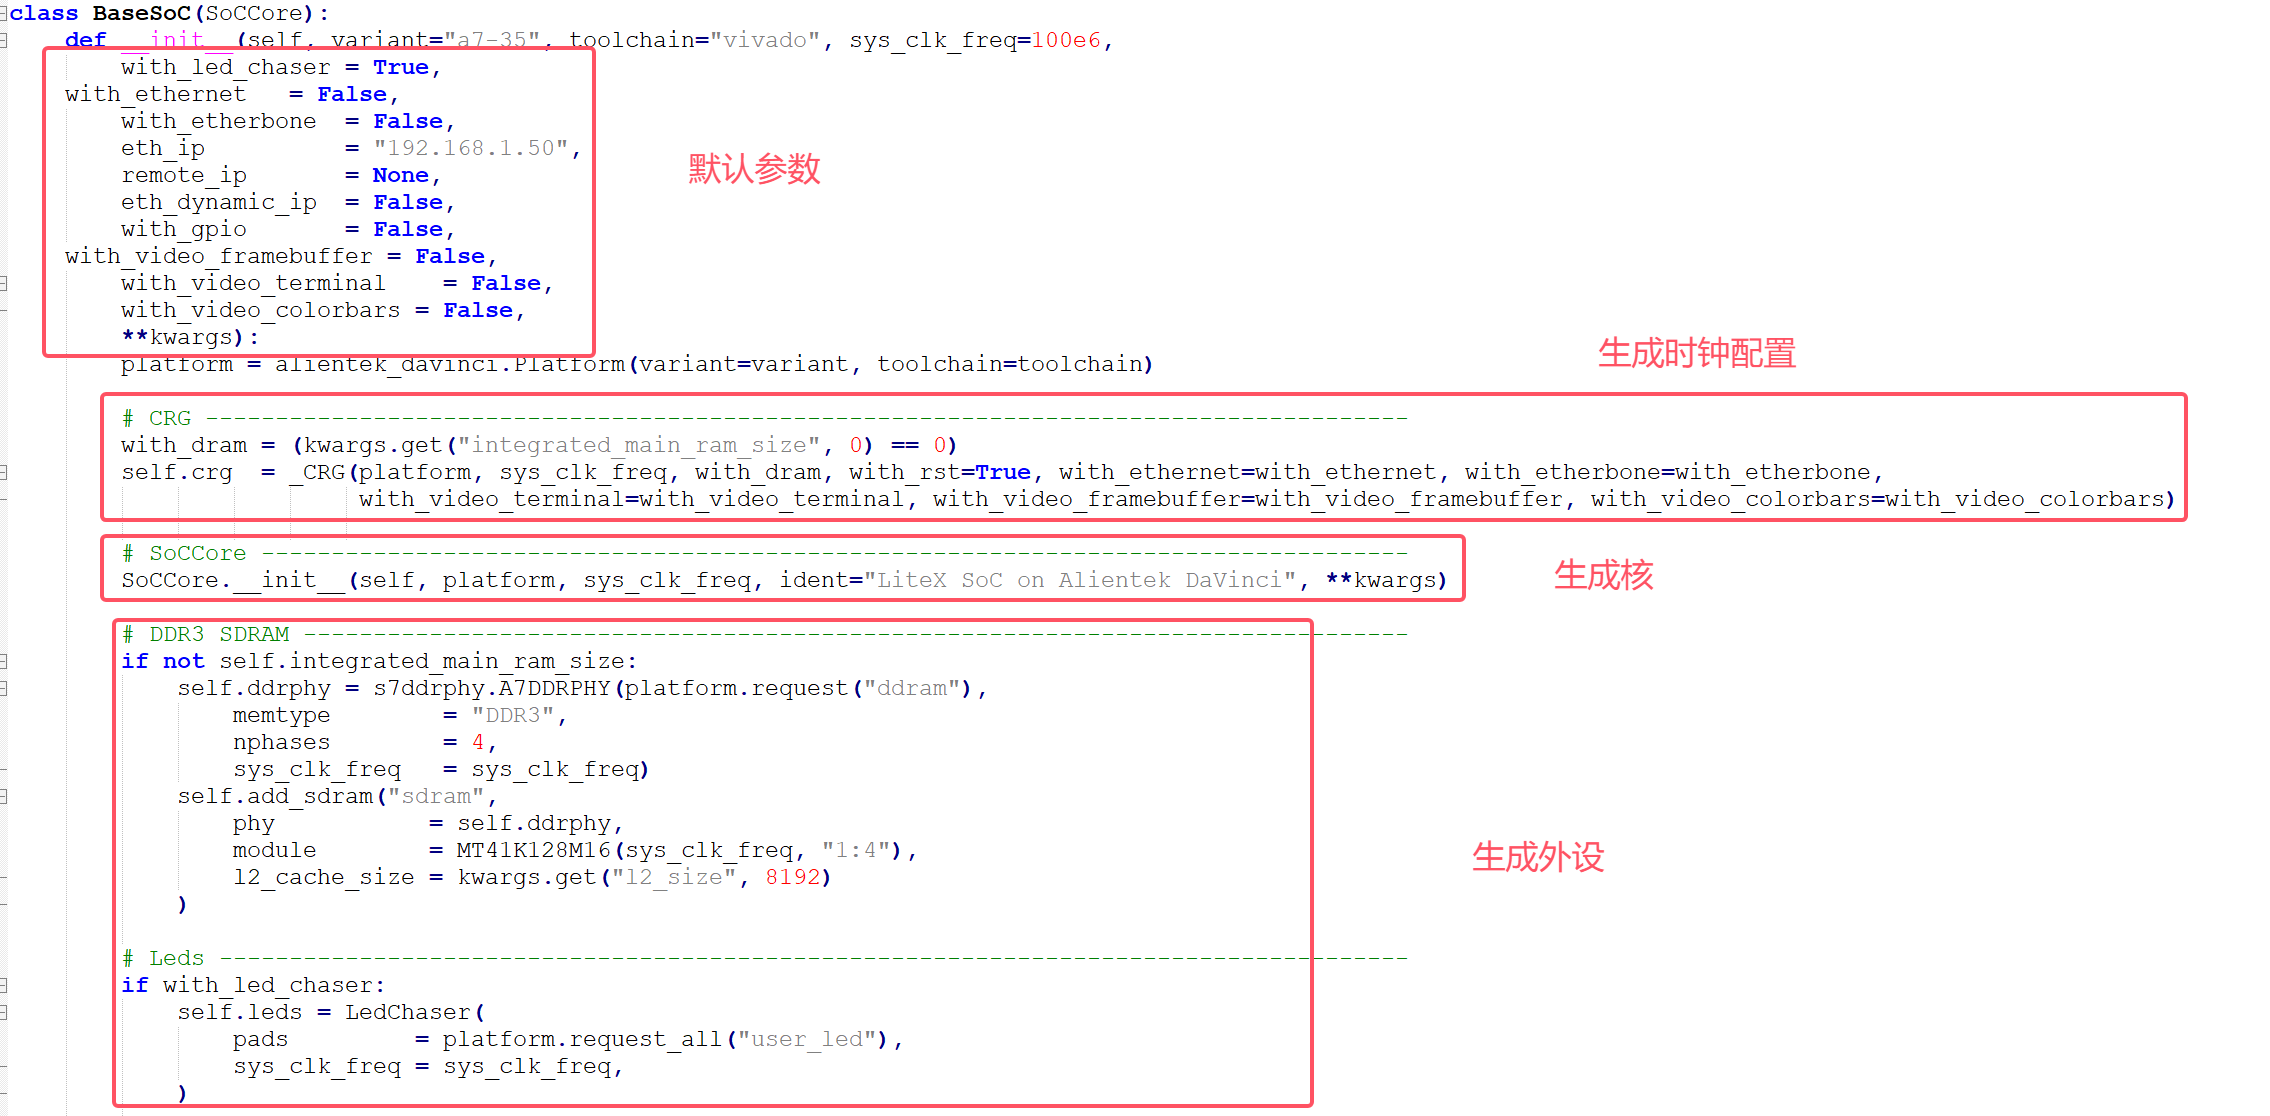 class BaseSoC(SoCCore):
    def __init__(self, variant="a7-35", toolchain="vivado", sys_clk_freq=100e6,
        with_led_chaser = True,
    with_ethernet   = False,
        with_etherbone  = False,
        eth_ip          = "192.168.1.50",
默认参数
        remote_ip       = None,
        eth_dynamic_ip  = False,
        with_gpio       = False,
    with_video_framebuffer = False,
        with_video_terminal    = False,
        with_video_colorbars = False,
        **kwargs):
生成时钟配置
        platform = alientek_davinci.Platform(variant=variant, toolchain=toolchain)
        # CRG --------------------------------------------------------------------------------------
        with_dram = (kwargs.get("integrated_main_ram_size", 0) == 0)
        self.crg  = _CRG(platform, sys_clk_freq, with_dram, with_rst=True, with_ethernet=with_ethernet, with_etherbone=with_etherbone,
                         with_video_terminal=with_video_terminal, with_video_framebuffer=with_video_framebuffer, with_video_colorbars=with_video_colorbars)
        # SoCCore ----------------------------------------------------------------------------------
        SoCCore.__init__(self, platform, sys_clk_freq, ident="LiteX SoC on Alientek DaVinci", **kwargs)
生成核
        # DDR3 SDRAM -------------------------------------------------------------------------------
        if not self.integrated_main_ram_size:
            self.ddrphy = s7ddrphy.A7DDRPHY(platform.request("ddram"),
                memtype        = "DDR3",
                nphases        = 4,
                sys_clk_freq   = sys_clk_freq)
            self.add_sdram("sdram",
                phy           = self.ddrphy,
                module        = MT41K128M16(sys_clk_freq, "1:4"),
生成外设
                l2_cache_size = kwargs.get("l2_size", 8192)
            )
        # Leds -------------------------------------------------------------------------------------
        if with_led_chaser:
            self.leds = LedChaser(
                pads         = platform.request_all("user_led"),
                sys_clk_freq = sys_clk_freq,
            )